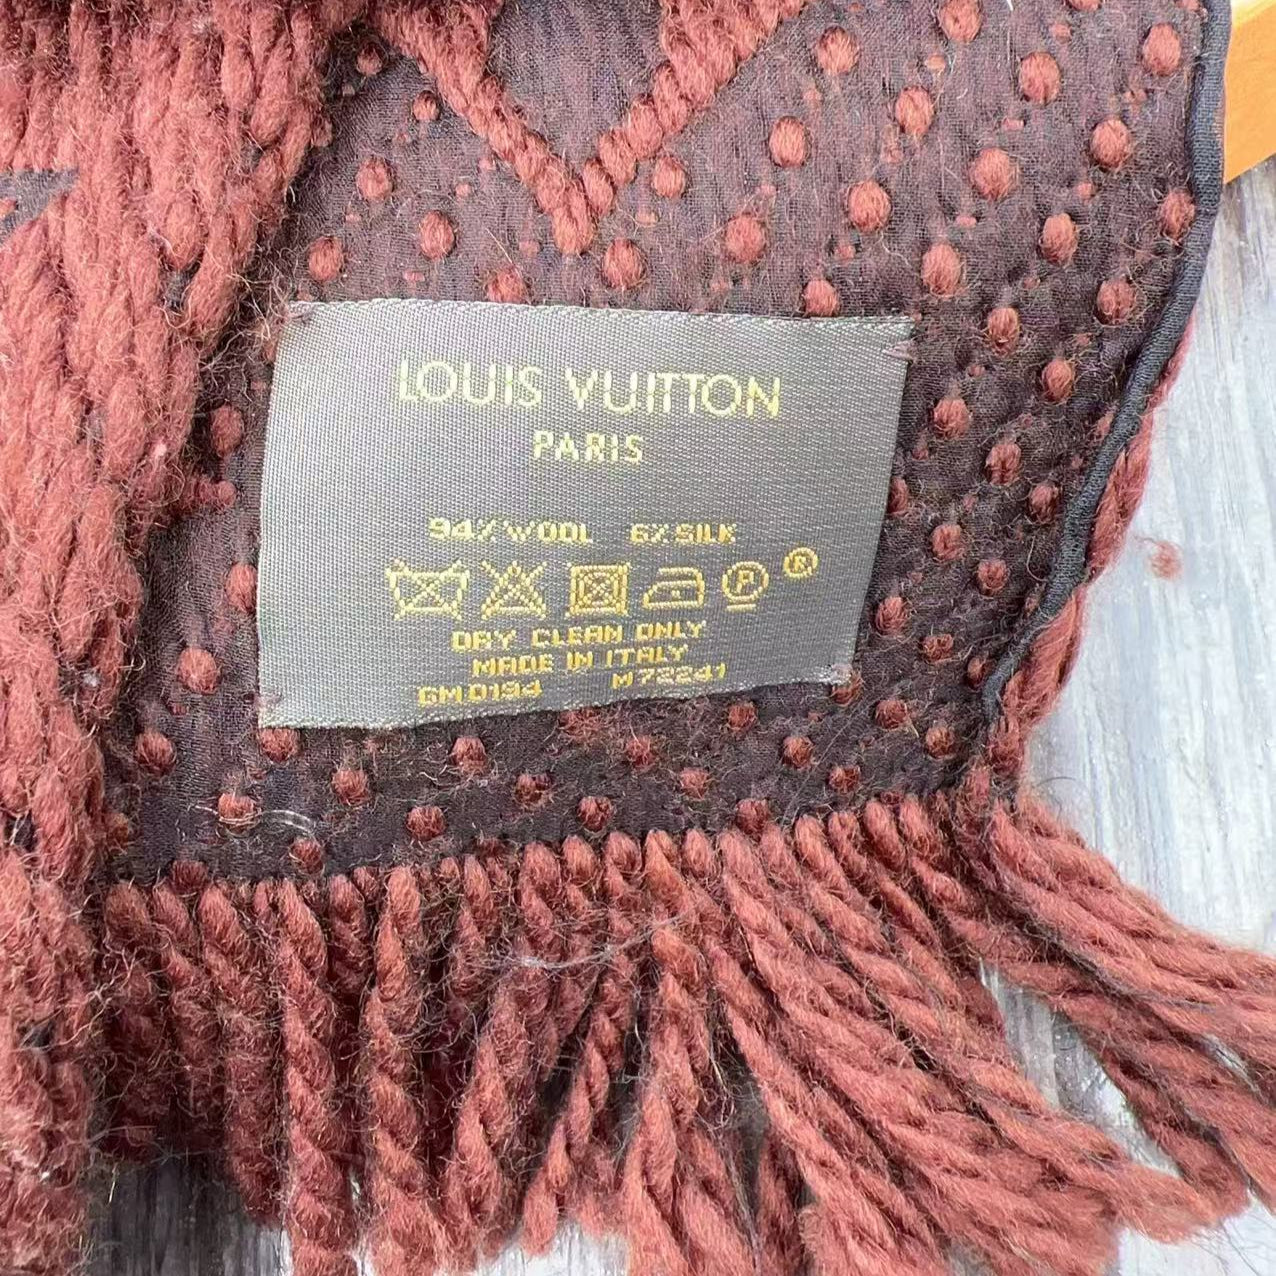 LOUIS VUITTON
PARIS
94% WOOL 6% SILK
P ®
DRY CLEAN ONLY
MADE IN ITALY
GM0194 M72241